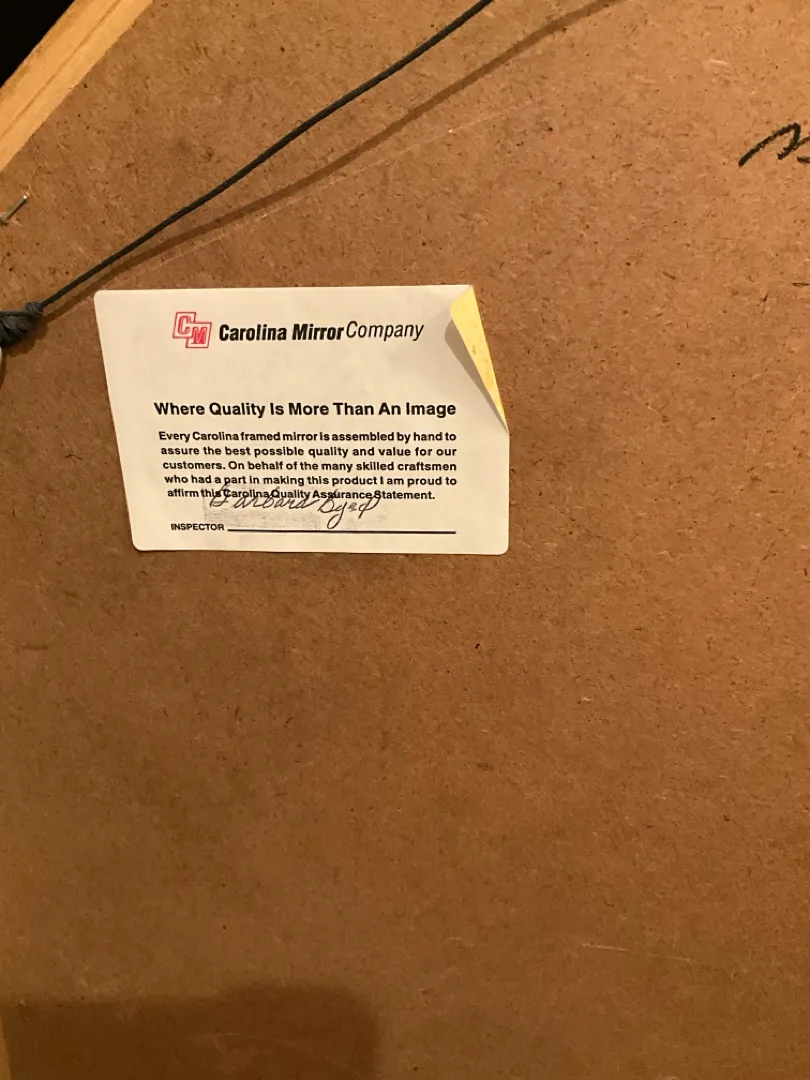 CM Carolina Mirror Company
Where Quality Is More Than An Image
Every Carolina framed mirror is assembled by hand to
assure the best possible quality and value for our
customers. On behalf of the many skilled craftsmen
who had a part in making this product I am proud to
affirm this Carolina Quality Assurance Statement.
Barbara Byrd
INSPECTOR